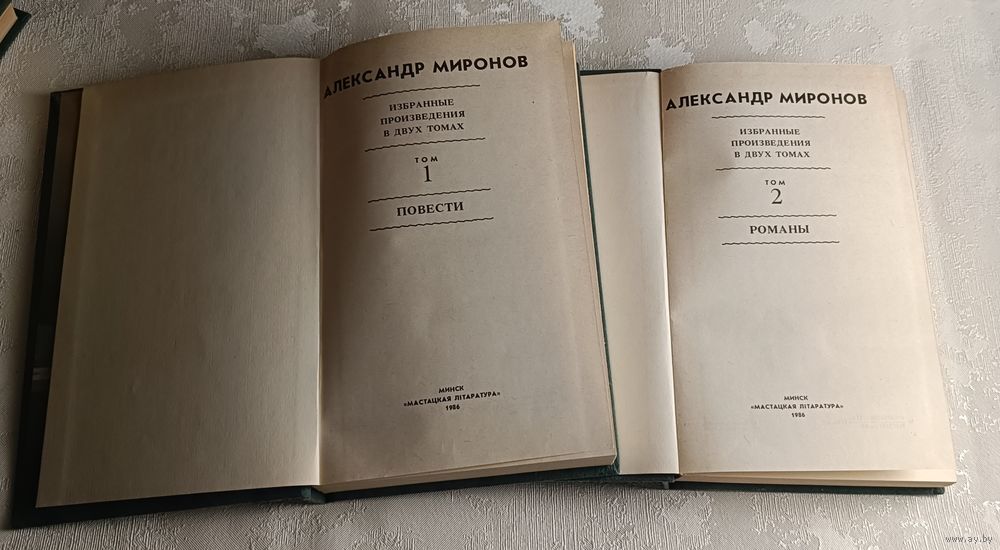 АЛЕКСАНДР МИРОНОВ
ИЗБРАННЫЕ
ПРОИЗВЕДЕНИЯ
В ДВУХ ТОМАХ
ТОМ
1
ПОВЕСТИ
МИНСК
«МАСТАЦКАЯ ЛІТАРАТУРА»
1986
АЛЕКСАНДР МИРОНОВ
ИЗБРАННЫЕ
ПРОИЗВЕДЕНИЯ
В ДВУХ ТОМАХ
ТОМ
2
РОМАНЫ
МИНСК
«МАСТАЦКАЯ ЛІТАРАТУРА»
1986
© www.ay.by